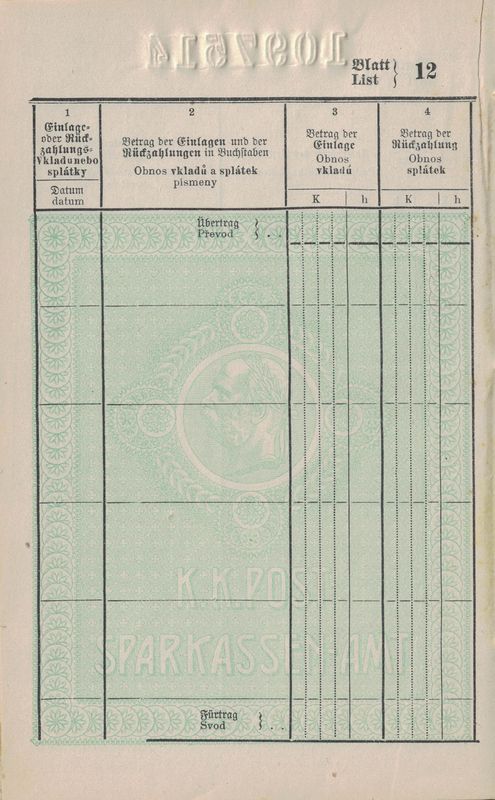 1097514
Blatt
List } 12
1
Einlage-
oder Rück-
zahlungs-
Vkladu nebo
splátky
Datum
datum
2
Betrag der Einlagen und der
Rückzahlungen in Buchstaben
Obnos vkladů a splátek
pismeny
3
Betrag der
Einlage
Obnos
vkladů
K h
4
Betrag der
Rückzahlung
Obnos
splátek
K h
Übertrag
Převod } . .
K.K.POST
SPARKASSEN-AMT
Fürtrag
Svod } . .